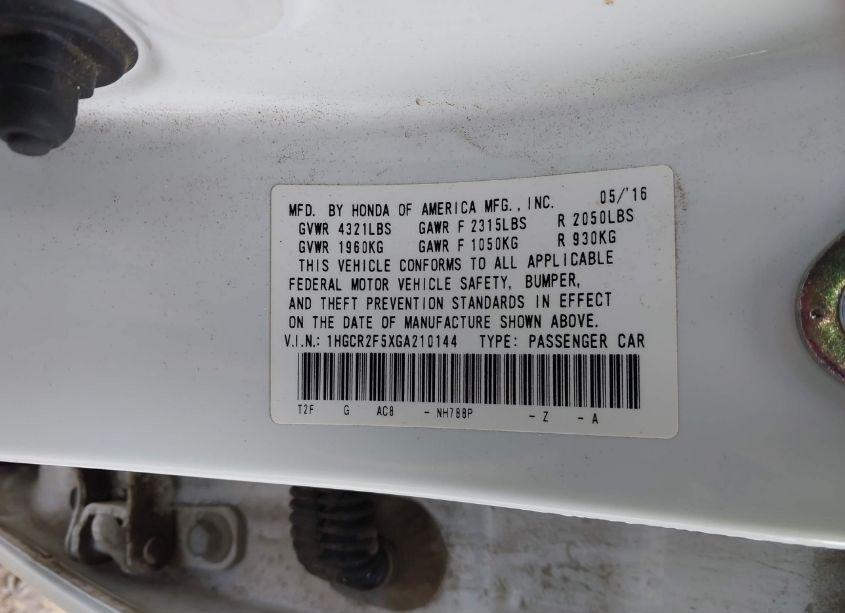 MFD. BY HONDA OF AMERICA MFG., INC. 05/'16
GVWR 4321LBS GAWR F 2315LBS R 2050LBS
GVWR 1960KG GAWR F 1050KG R 930KG
THIS VEHICLE CONFORMS TO ALL APPLICABLE
FEDERAL MOTOR VEHICLE SAFETY, BUMPER,
AND THEFT PREVENTION STANDARDS IN EFFECT
ON THE DATE OF MANUFACTURE SHOWN ABOVE.
V.I.N.: 1HGCR2F5XGA210144 TYPE: PASSENGER CAR
T2F G AC8 - NH788P - Z - A